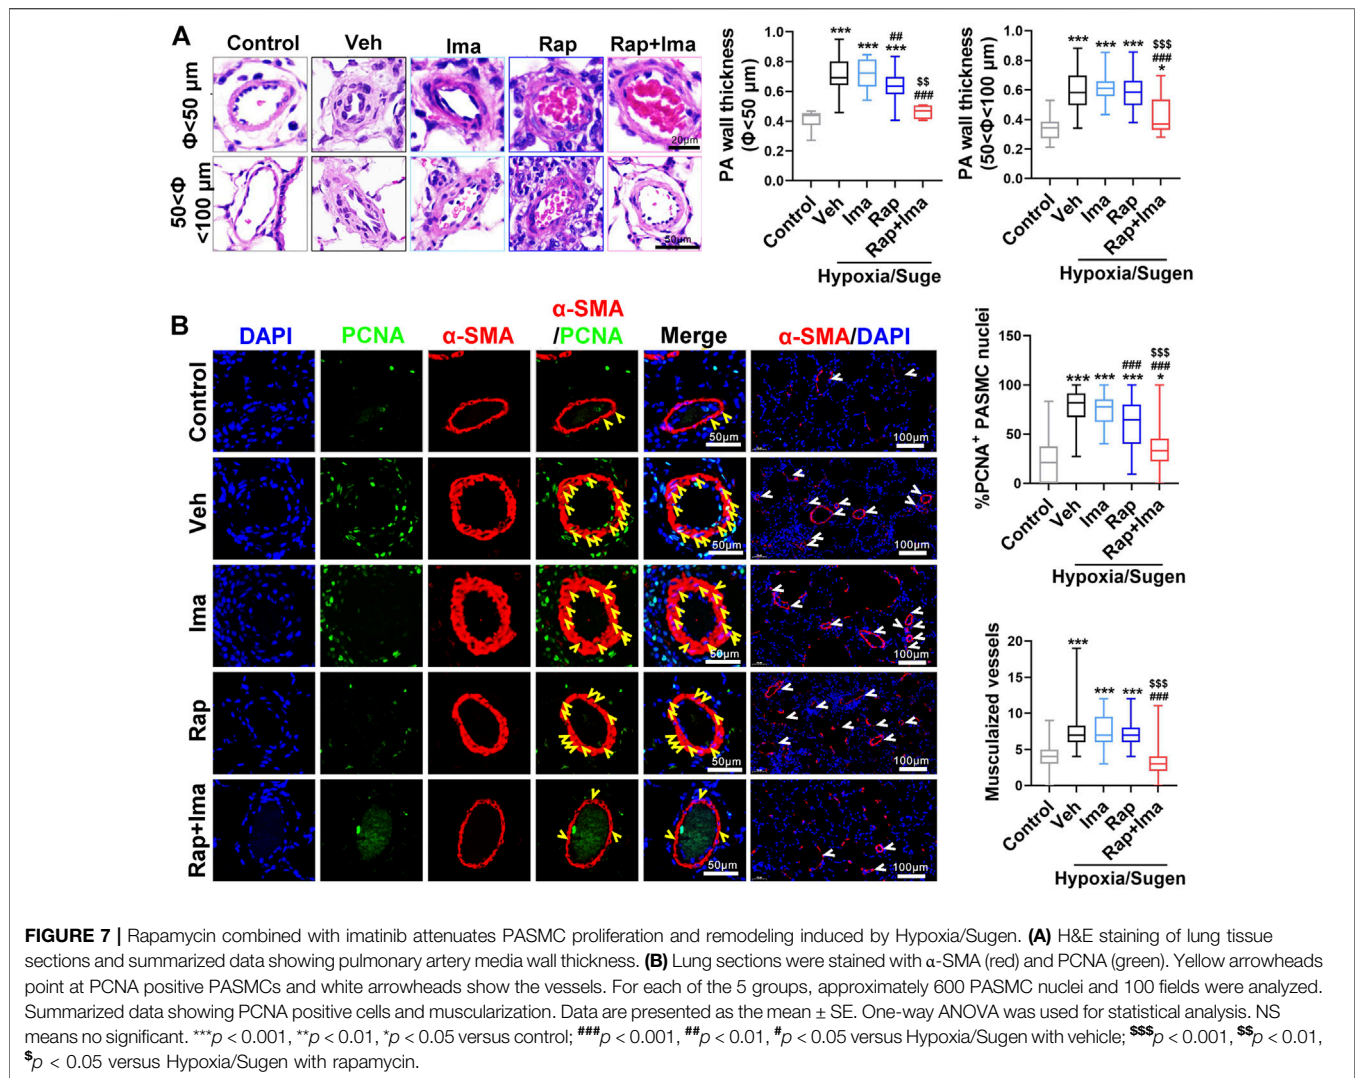 A
Control
Veh
Ima
Rap
Rap+Ima
Φ<50 μm
20μm
50<Φ
<100 μm
50μm
PA wall thickness
(Φ<50 μm)
1.0
0.8
0.6
0.4
0.2
0.0
***
***
##
***
$$
###
Control
Veh
Ima
Rap
Rap+Ima
Hypoxia/Suge
PA wall thickness
(50<Φ<100 μm)
1.0
0.8
0.6
0.4
0.2
0.0
***
***
***
$$$
###
*
Control
Veh
Ima
Rap
Rap+Ima
Hypoxia/Sugen
B
DAPI
PCNA
α-SMA
α-SMA
/PCNA
Merge
α-SMA/DAPI
Control
50μm
100μm
Veh
50μm
100μm
Ima
50μm
100μm
Rap
50μm
100μm
Rap+Ima
50μm
100μm
%PCNA⁺ PASMC nuclei
150
100
50
0
***
***
###
***
$$$
###
*
Control
Veh
Ima
Rap
Rap+Ima
Hypoxia/Sugen
Muscularized vessels
20
15
10
5
0
***
***
***
$$$
###
Control
Veh
Ima
Rap
Rap+Ima
Hypoxia/Sugen
FIGURE 7 | Rapamycin combined with imatinib attenuates PASMC proliferation and remodeling induced by Hypoxia/Sugen. (A) H&E staining of lung tissue
sections and summarized data showing pulmonary artery media wall thickness. (B) Lung sections were stained with α-SMA (red) and PCNA (green). Yellow arrowheads
point at PCNA positive PASMCs and white arrowheads show the vessels. For each of the 5 groups, approximately 600 PASMC nuclei and 100 fields were analyzed.
Summarized data showing PCNA positive cells and muscularization. Data are presented as the mean ± SE. One-way ANOVA was used for statistical analysis. NS
means no significant. ***p < 0.001, **p < 0.01, *p < 0.05 versus control; ###p < 0.001, ##p < 0.01, #p < 0.05 versus Hypoxia/Sugen with vehicle; $$$p < 0.001, $$p < 0.01,
$p < 0.05 versus Hypoxia/Sugen with rapamycin.